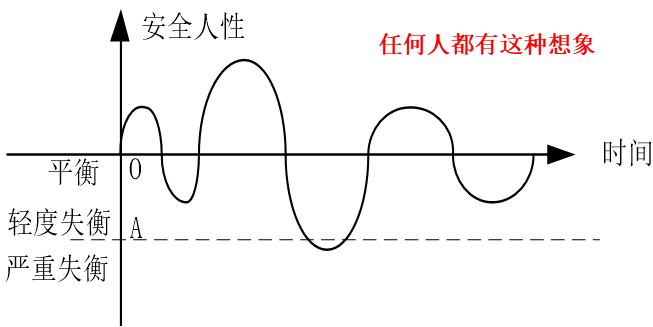 安全人性
任何人都有这种想象
时间
平衡
O
轻度失衡
A
严重失衡